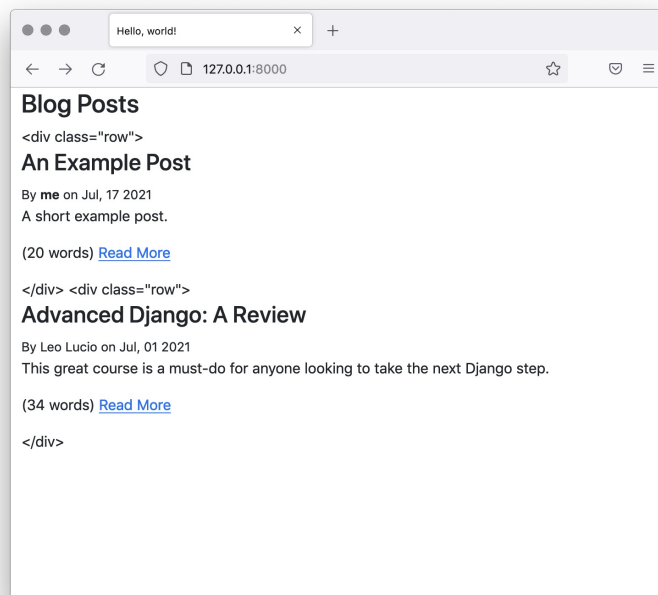 Hello, world!
127.0.0.1:8000
Blog Posts
<div class="row">
An Example Post
By me on Jul, 17 2021
A short example post.
(20 words) Read More
</div> <div class="row">
Advanced Django: A Review
By Leo Lucio on Jul, 01 2021
This great course is a must-do for anyone looking to take the next Django step.
(34 words) Read More
</div>